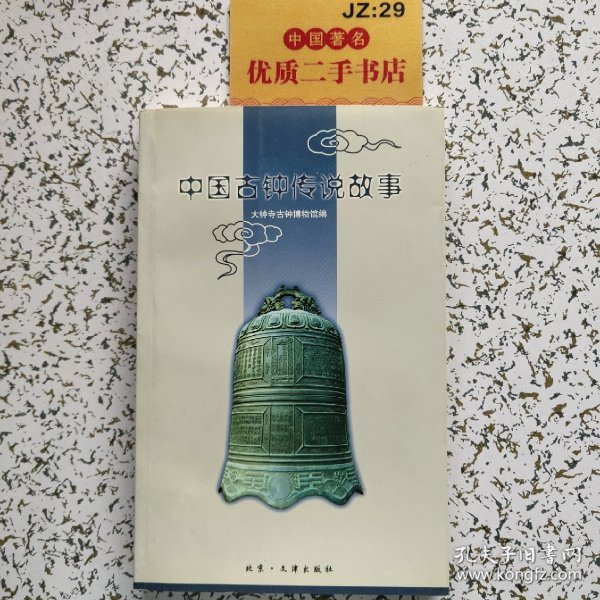 JZ:29
中国著名
优质二手书店
中国古钟传说故事
大钟寺古钟博物馆编
北京·文津出版社
孔夫子旧书网
www.kongfz.com